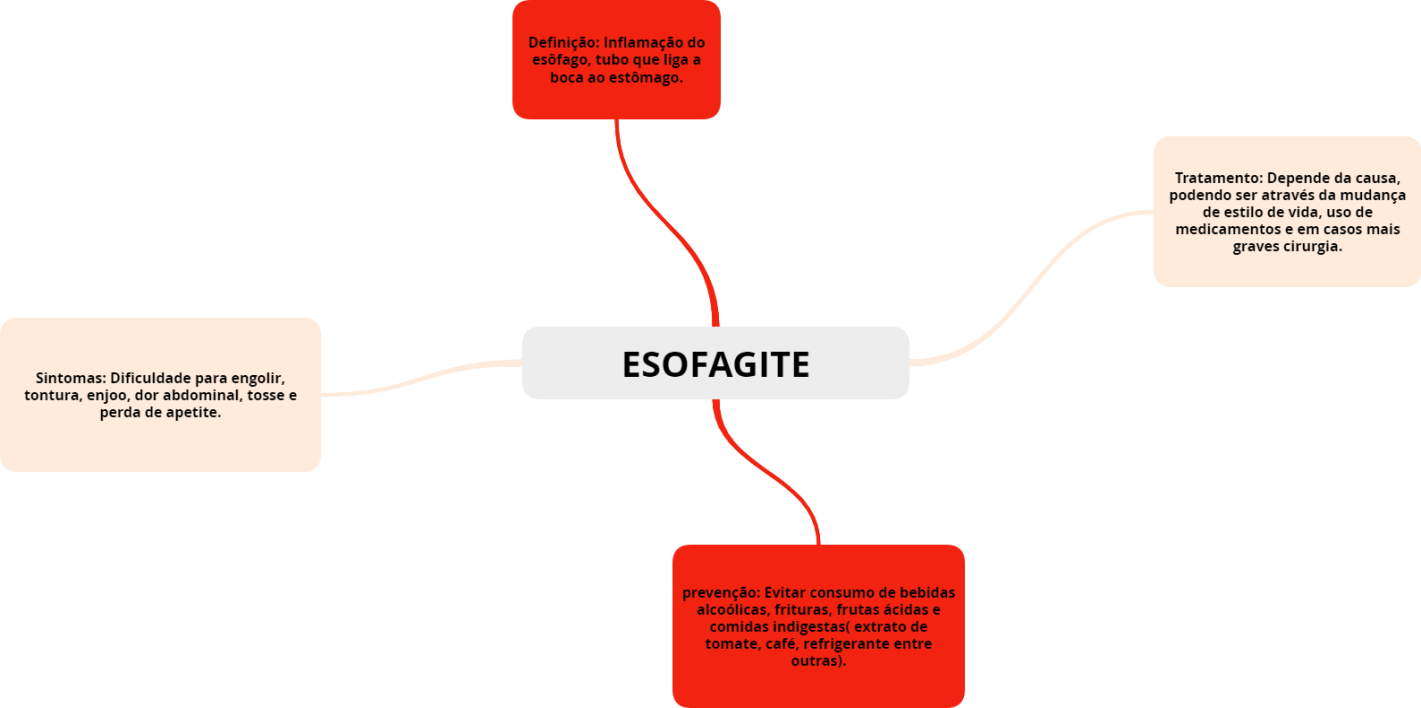 Definição: Inflamação do
esôfago, tubo que liga a
boca ao estômago.
Tratamento: Depende da causa,
podendo ser através da mudança
de estilo de vida, uso de
medicamentos e em casos mais
graves cirurgia.
ESOFAGITE
Sintomas: Dificuldade para engolir,
tontura, enjoo, dor abdominal, tosse e
perda de apetite.
prevenção: Evitar consumo de bebidas
alcoólicas, frituras, frutas ácidas e
comidas indigestas( extrato de
tomate, café, refrigerante entre
outras).